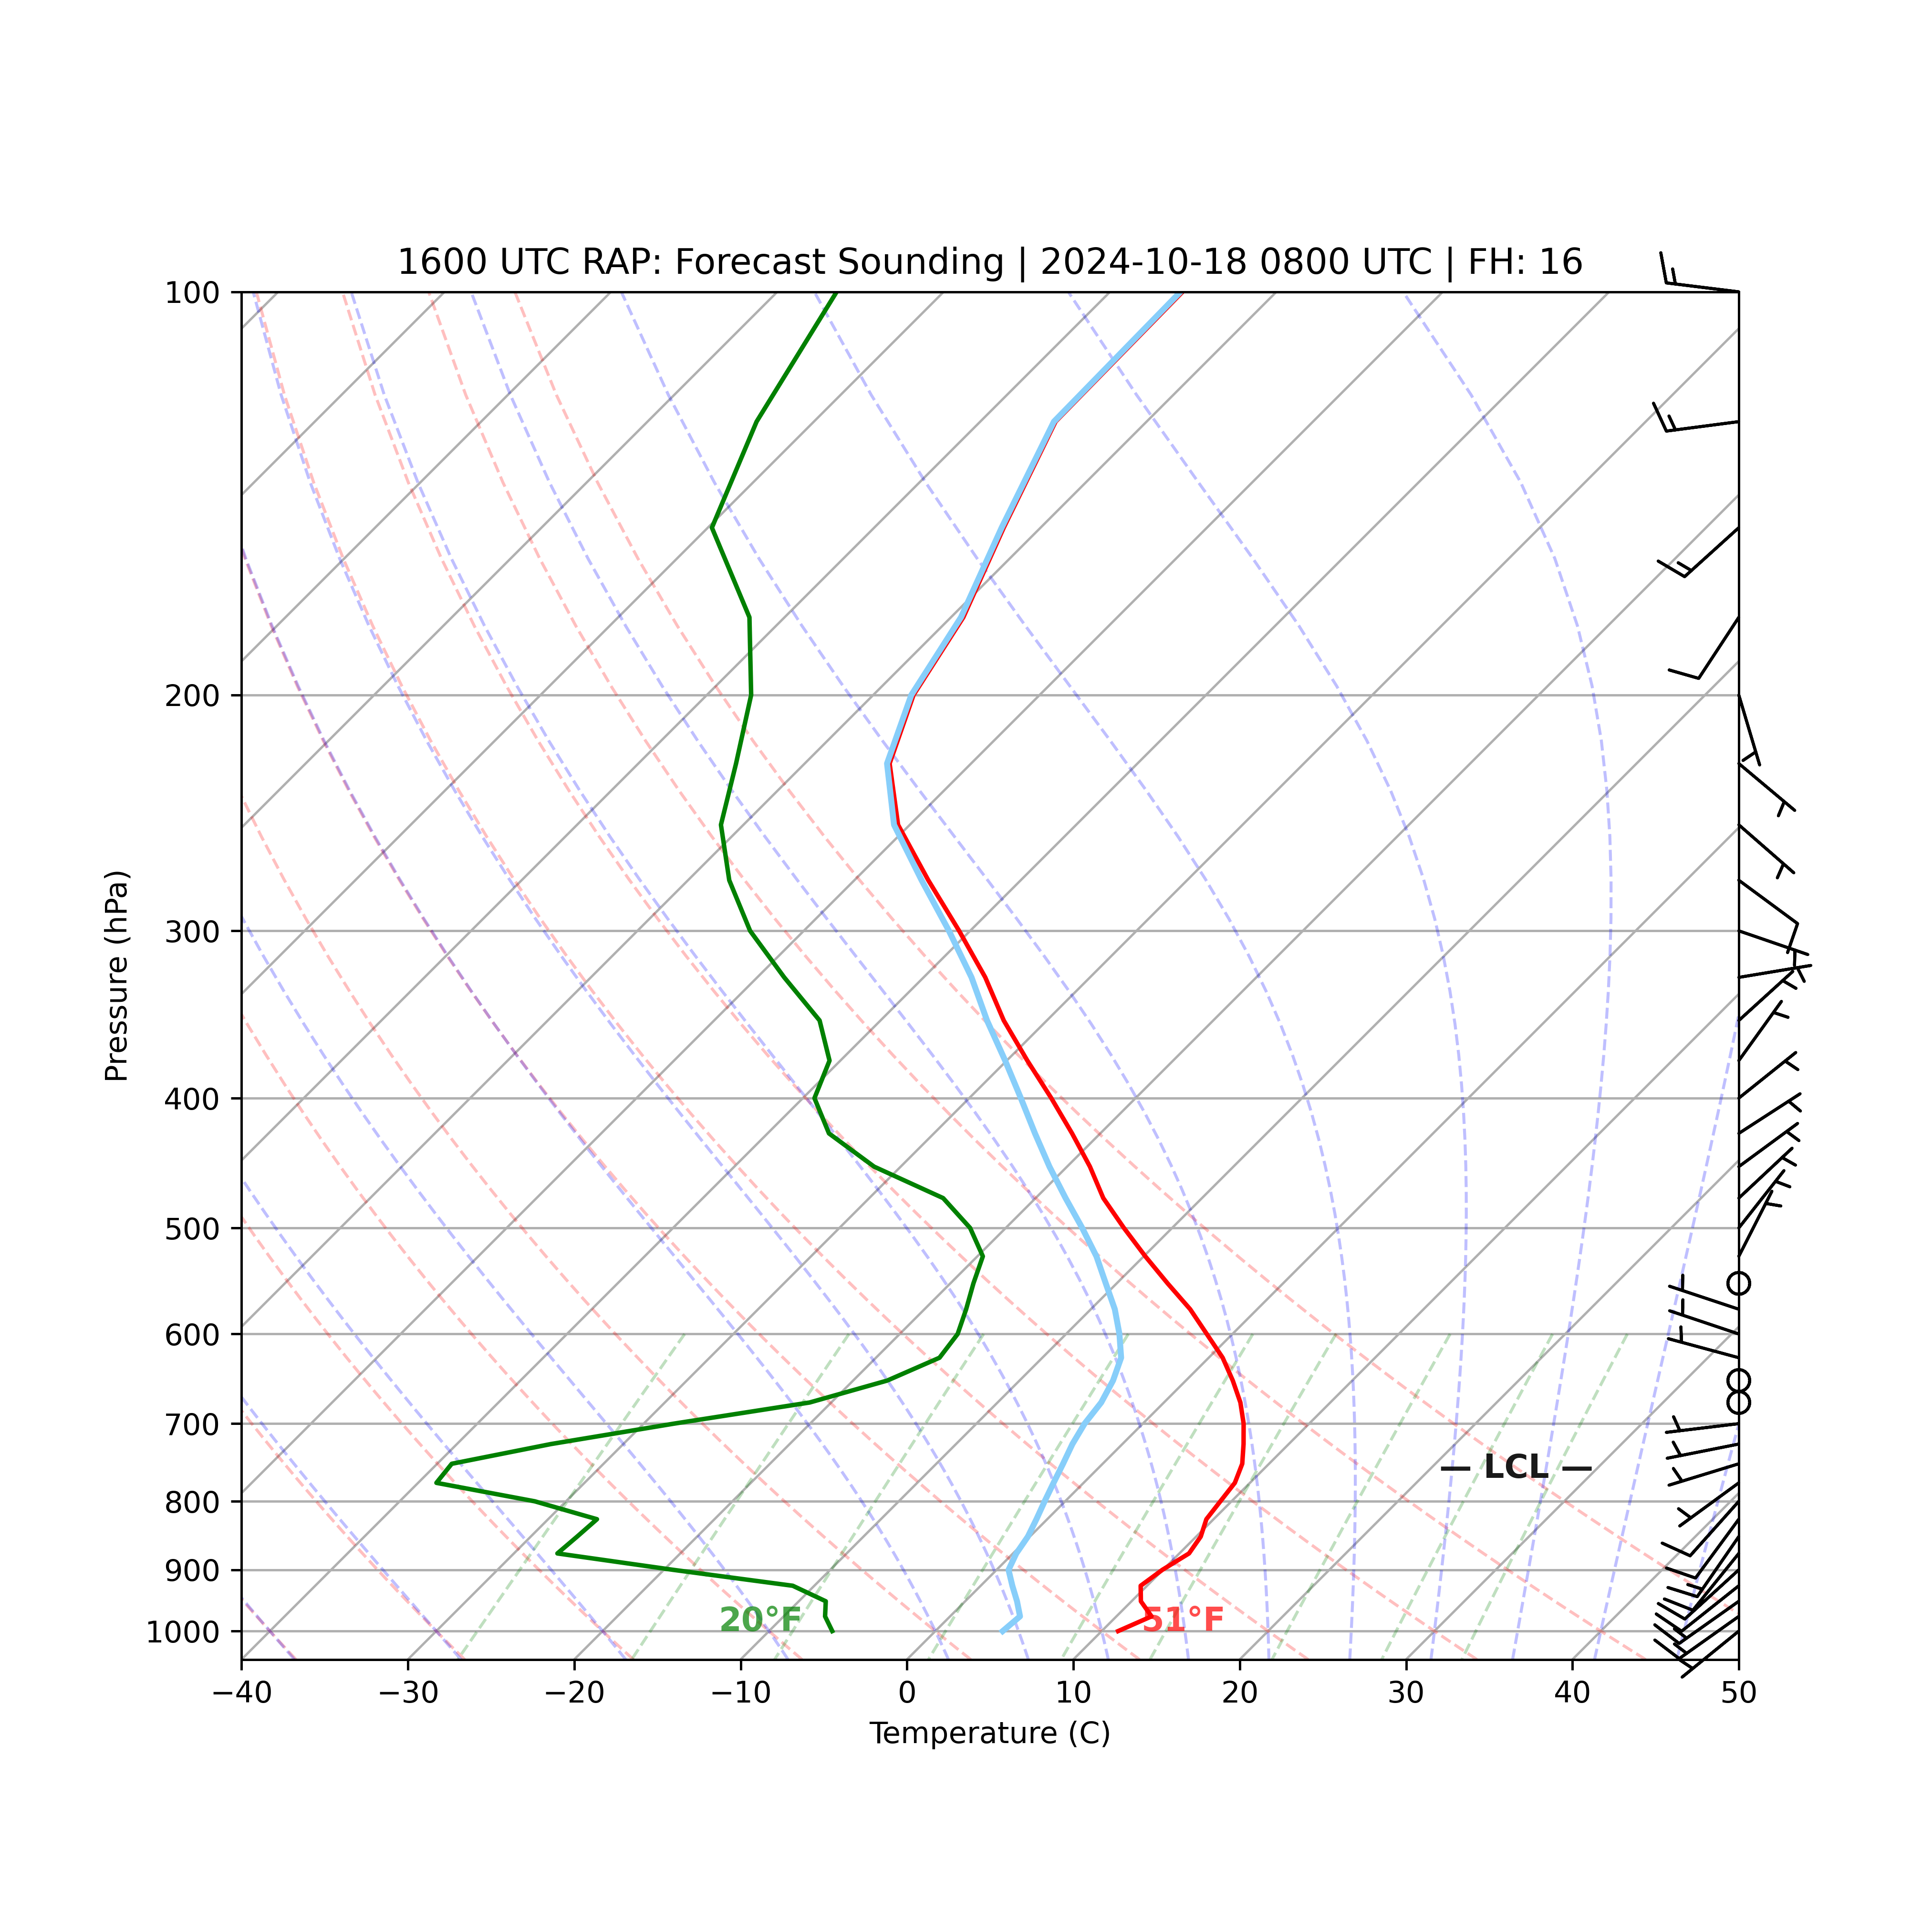 1600 UTC RAP: Forecast Sounding | 2024-10-18 0800 UTC | FH: 16
100
200
300
400
500
600
700
800
900
1000
Pressure (hPa)
— LCL —
20°F
51°F
−40 −30 −20 −10 0 10 20 30 40 50
Temperature (C)